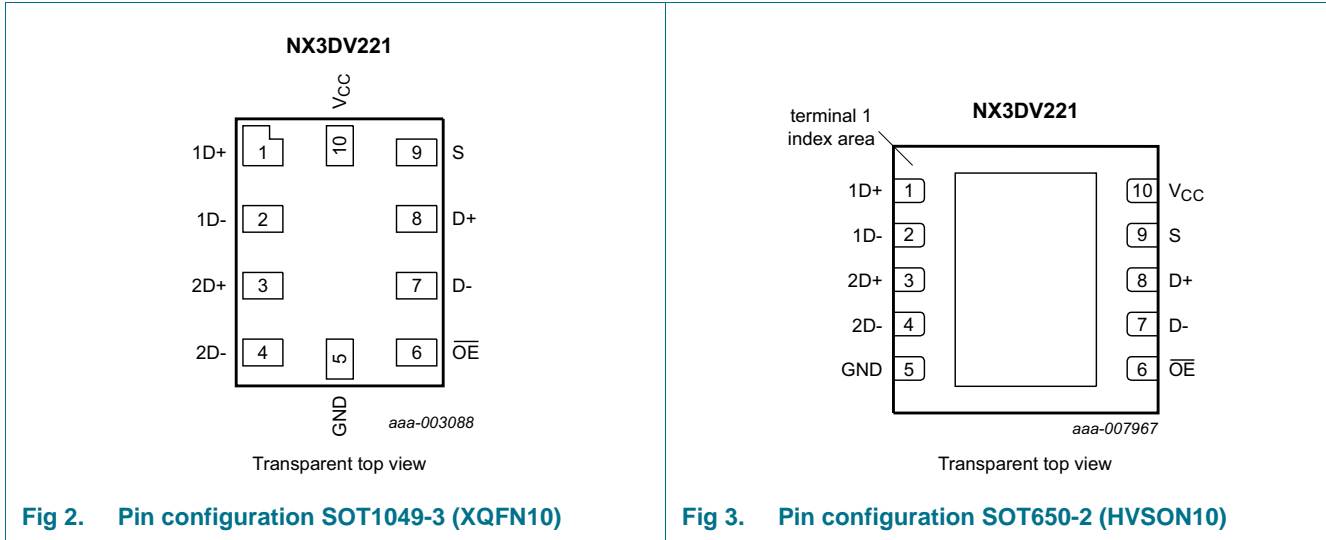 NX3DV221
VCC
1D+ 1 10 9 S
1D- 2 8 D+
2D+ 3 7 D-
2D- 4 5 6 OE
GND aaa-003088
Transparent top view
Fig 2. Pin configuration SOT1049-3 (XQFN10)
NX3DV221
terminal 1
index area
1D+ 1 10 VCC
1D- 2 9 S
2D+ 3 8 D+
2D- 4 7 D-
GND 5 6 OE
aaa-007967
Transparent top view
Fig 3. Pin configuration SOT650-2 (HVSON10)